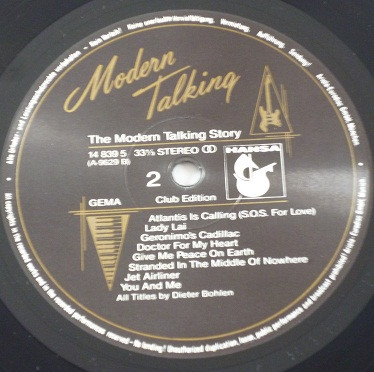 Modern
Talking
The Modern Talking Story
14 839 5 33⅓ STEREO
(A-9829 B)
HANSA
2
Club Edition
GEMA
Atlantis Is Calling (S.O.S. For Love)
Lady Lai
Geronimo's Cadillac
Doctor For My Heart
Give Me Peace On Earth
Stranded In The Middle Of Nowhere
Jet Airliner
You And Me
All Titles by Dieter Bohlen